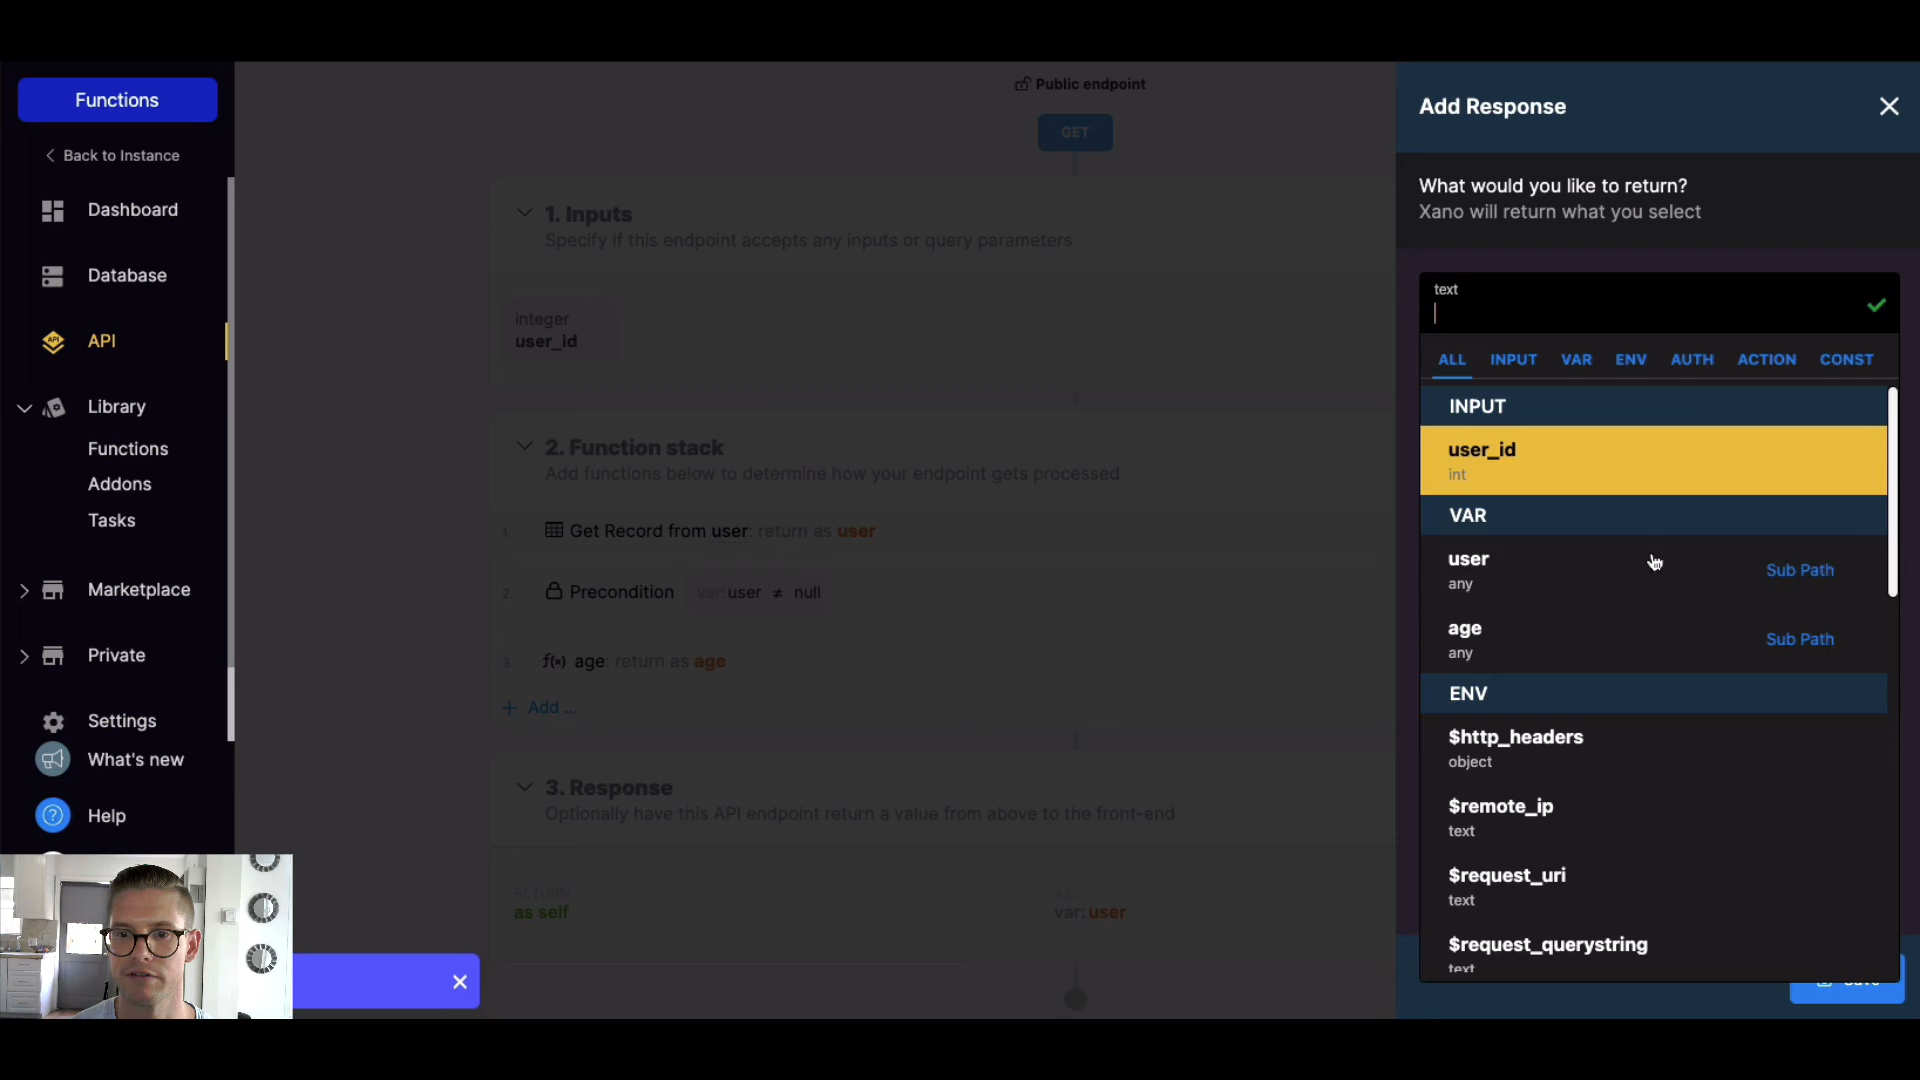 Functions
Back to Instance
Dashboard
Database
API
API
Library
Functions
Addons
Tasks
Marketplace
Private
Settings
What's new
? Help
Public endpoint
GET
1. Inputs
Specify if this endpoint accepts any inputs or query parameters
integer
user_id
2. Function stack
Add functions below to determine how your endpoint gets processed
1. Get Record from user: return as user
2. Precondition var: user ≠ null
3. f(x) age: return as age
+ Add ...
3. Response
Optionally have this API endpoint return a value from above to the front-end
RETURN
as self
AS:
var: user
Add Response
What would you like to return?
Xano will return what you select
text
ALL INPUT VAR ENV AUTH ACTION CONST
INPUT
user_id
int
VAR
user
any
Sub Path
age
any
Sub Path
ENV
$http_headers
object
$remote_ip
text
$request_uri
text
$request_querystring
text
Save